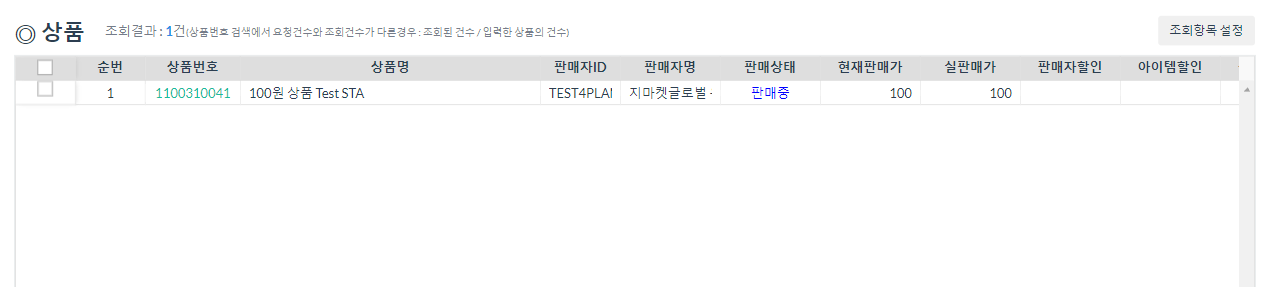 ◎ 상품 조회결과 : 1건(상품번호 검색에서 요청건수와 조회건수가 다른경우 : 조회된 건수 / 입력한 상품의 건수) 조회항목 설정
순번 상품번호 상품명 판매자ID 판매자명 판매상태 현재판매가 실판매가 판매자할인 아이템할인
1 1100310041 100원 상품 Test STA TEST4PLAN 지마켓글로벌 판매중 100 100